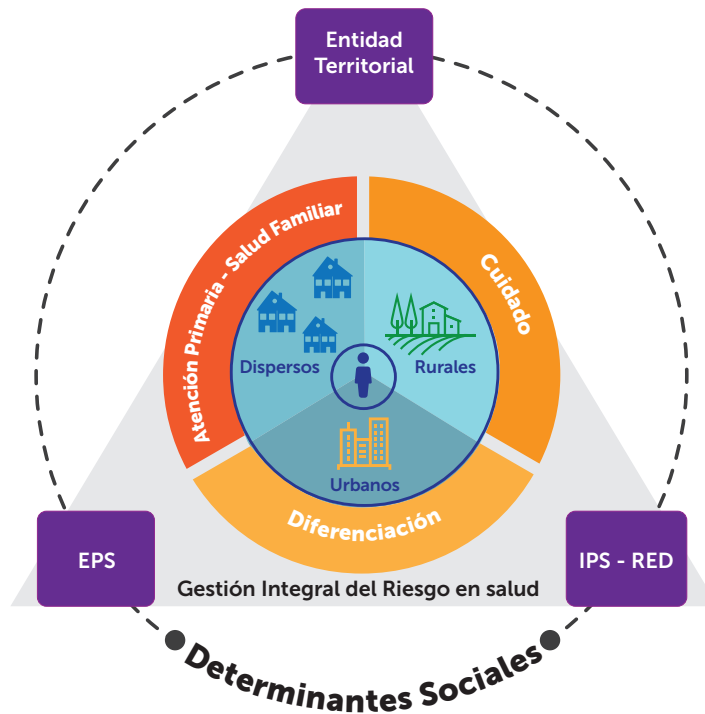 Entidad
Territorial
Atención Primaria - Salud Familiar
Cuidado
Dispersos
Rurales
Urbanos
Diferenciación
EPS
IPS - RED
Gestión Integral del Riesgo en salud
Determinantes Sociales